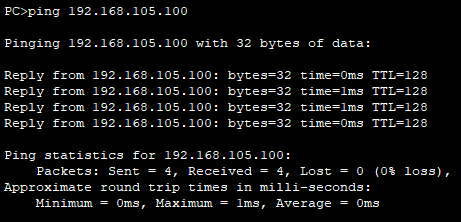 PC>ping 192.168.105.100
Pinging 192.168.105.100 with 32 bytes of data:
Reply from 192.168.105.100: bytes=32 time=0ms TTL=128
Reply from 192.168.105.100: bytes=32 time=1ms TTL=128
Reply from 192.168.105.100: bytes=32 time=1ms TTL=128
Reply from 192.168.105.100: bytes=32 time=0ms TTL=128
Ping statistics for 192.168.105.100:
Packets: Sent = 4, Received = 4, Lost = 0 (0% loss),
Approximate round trip times in milli-seconds:
Minimum = 0ms, Maximum = 1ms, Average = 0ms